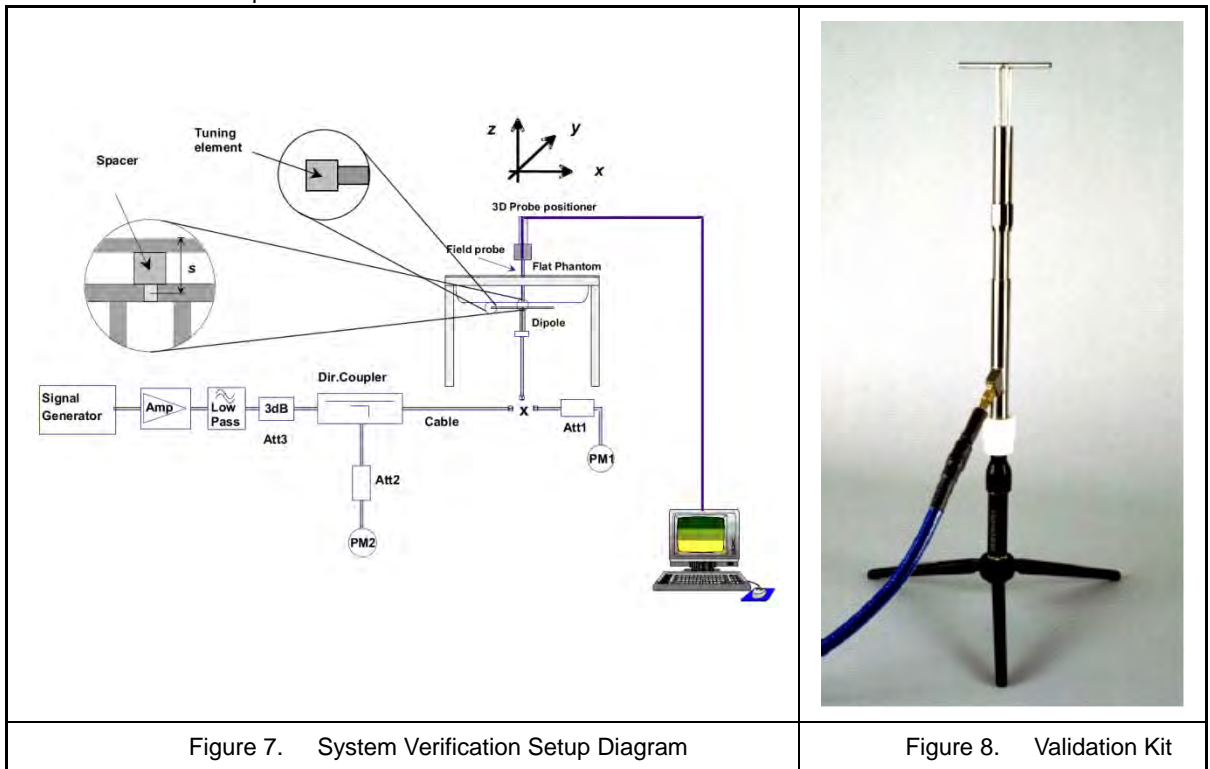 Tuning
element
Spacer
s
z
y
x
3D Probe positioner
Field probe
Flat Phantom
Dipole
Dir.Coupler
Signal
Generator
Amp
Low
Pass
3dB
Att3
Cable
x
Att1
PM1
Att2
PM2
Figure 7. System Verification Setup Diagram
Figure 8. Validation Kit